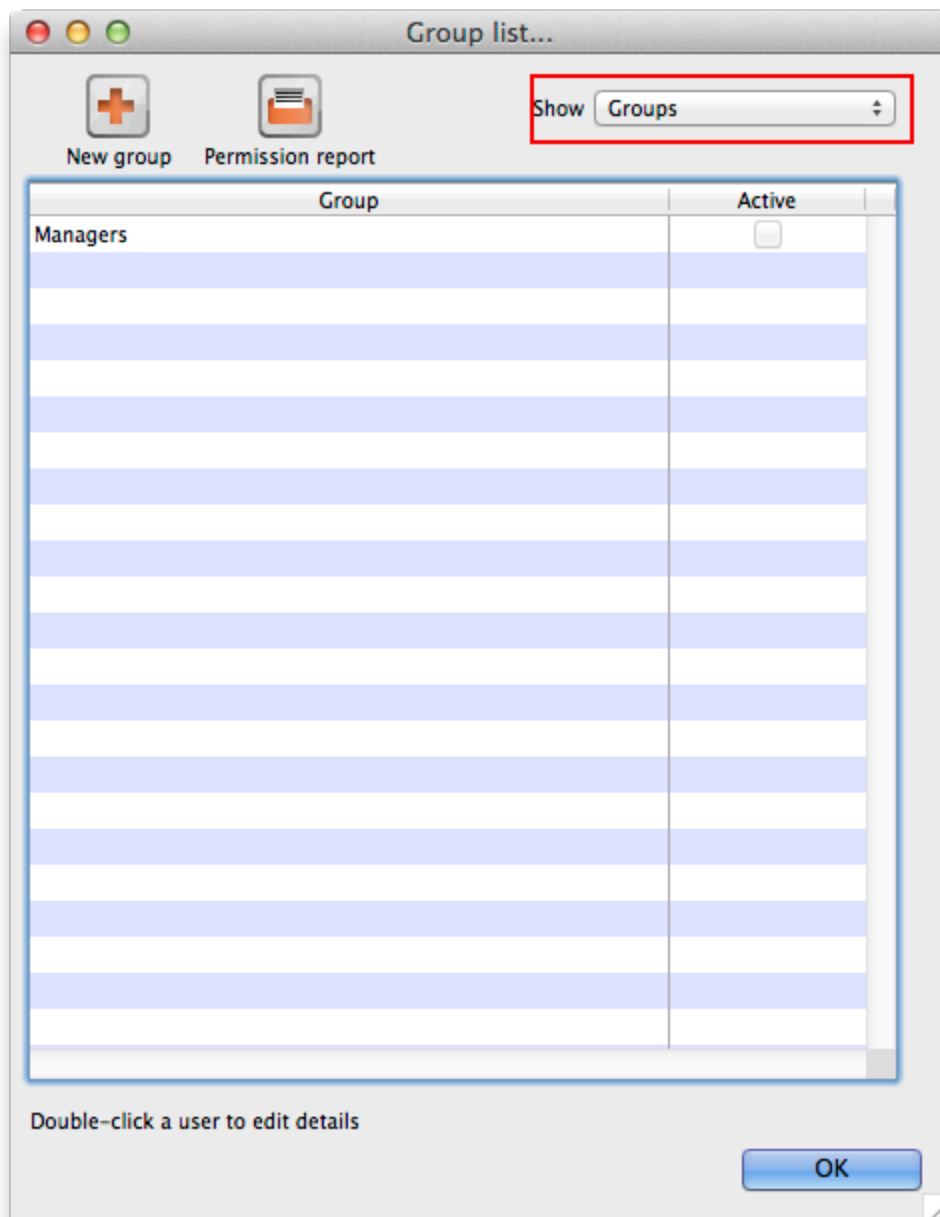 Group list...
Show Groups
New group Permission report
Group Active
Managers
Double-click a user to edit details
OK